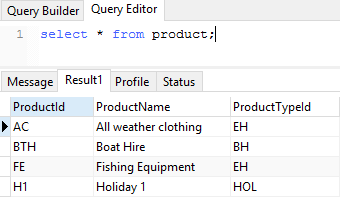 Query Builder Query Editor
1 select * from product;
Message Result1 Profile Status
ProductId ProductName ProductTypeId
AC All weather clothing EH
BTH Boat Hire BH
FE Fishing Equipment EH
H1 Holiday 1 HOL